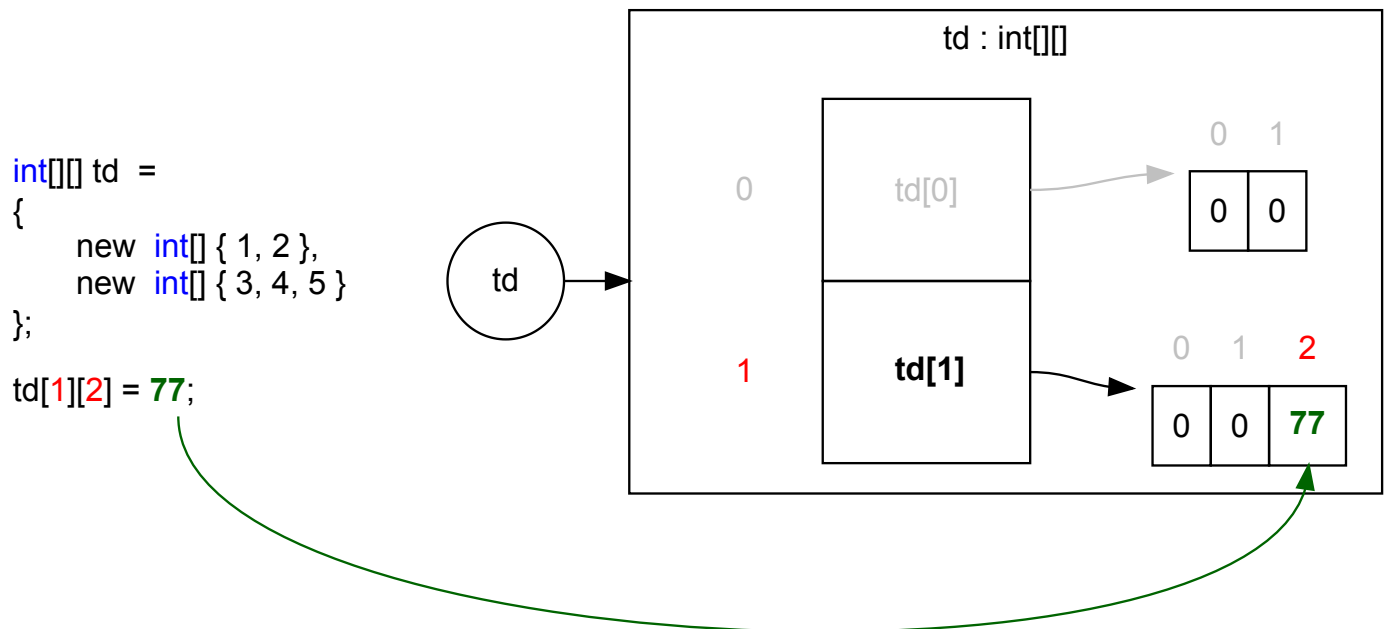 int[][] td =
{
new int[] { 1, 2 },
new int[] { 3, 4, 5 }
};
td[1][2] = 77;
td
td : int[][]
0
td[0]
0 1
0 0
1
td[1]
0 1 2
0 0 77